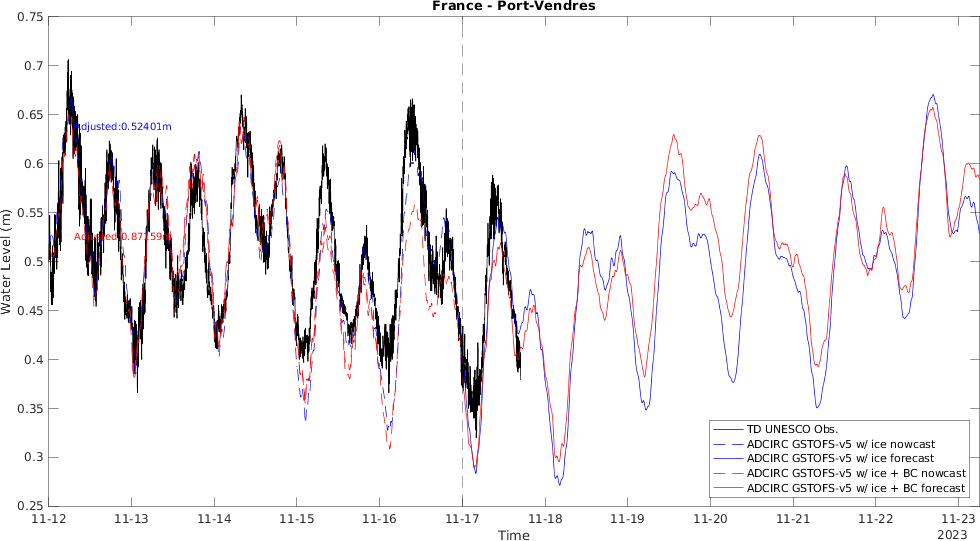 France - Port-Vendres
0.75
0.7
0.65
0.6
0.55
0.5
0.45
0.4
0.35
0.3
0.25
Water Level (m)
Adjusted:0.52401m
TD UNESCO Obs.
ADCIRC GSTOFS-v5 w/ ice nowcast
ADCIRC GSTOFS-v5 w/ ice forecast
ADCIRC GSTOFS-v5 w/ ice + BC nowcast
ADCIRC GSTOFS-v5 w/ ice + BC forecast
11-12 11-13 11-14 11-15 11-16 11-17 11-18 11-19 11-20 11-21 11-22 11-23
Time
2023